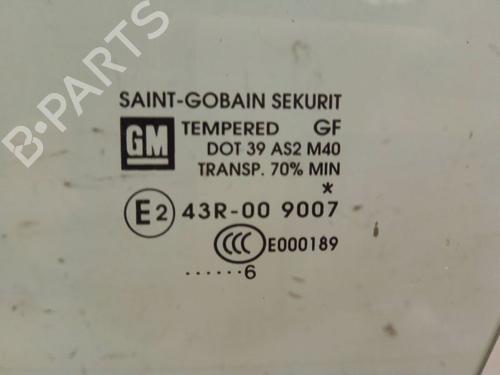 B-PARTS
SAINT-GOBAIN SEKURIT
GM TEMPERED GF
DOT 39 AS2 M40
TRANSP. 70% MIN
*
E2 43R-00 9007
CCC E000189
......6